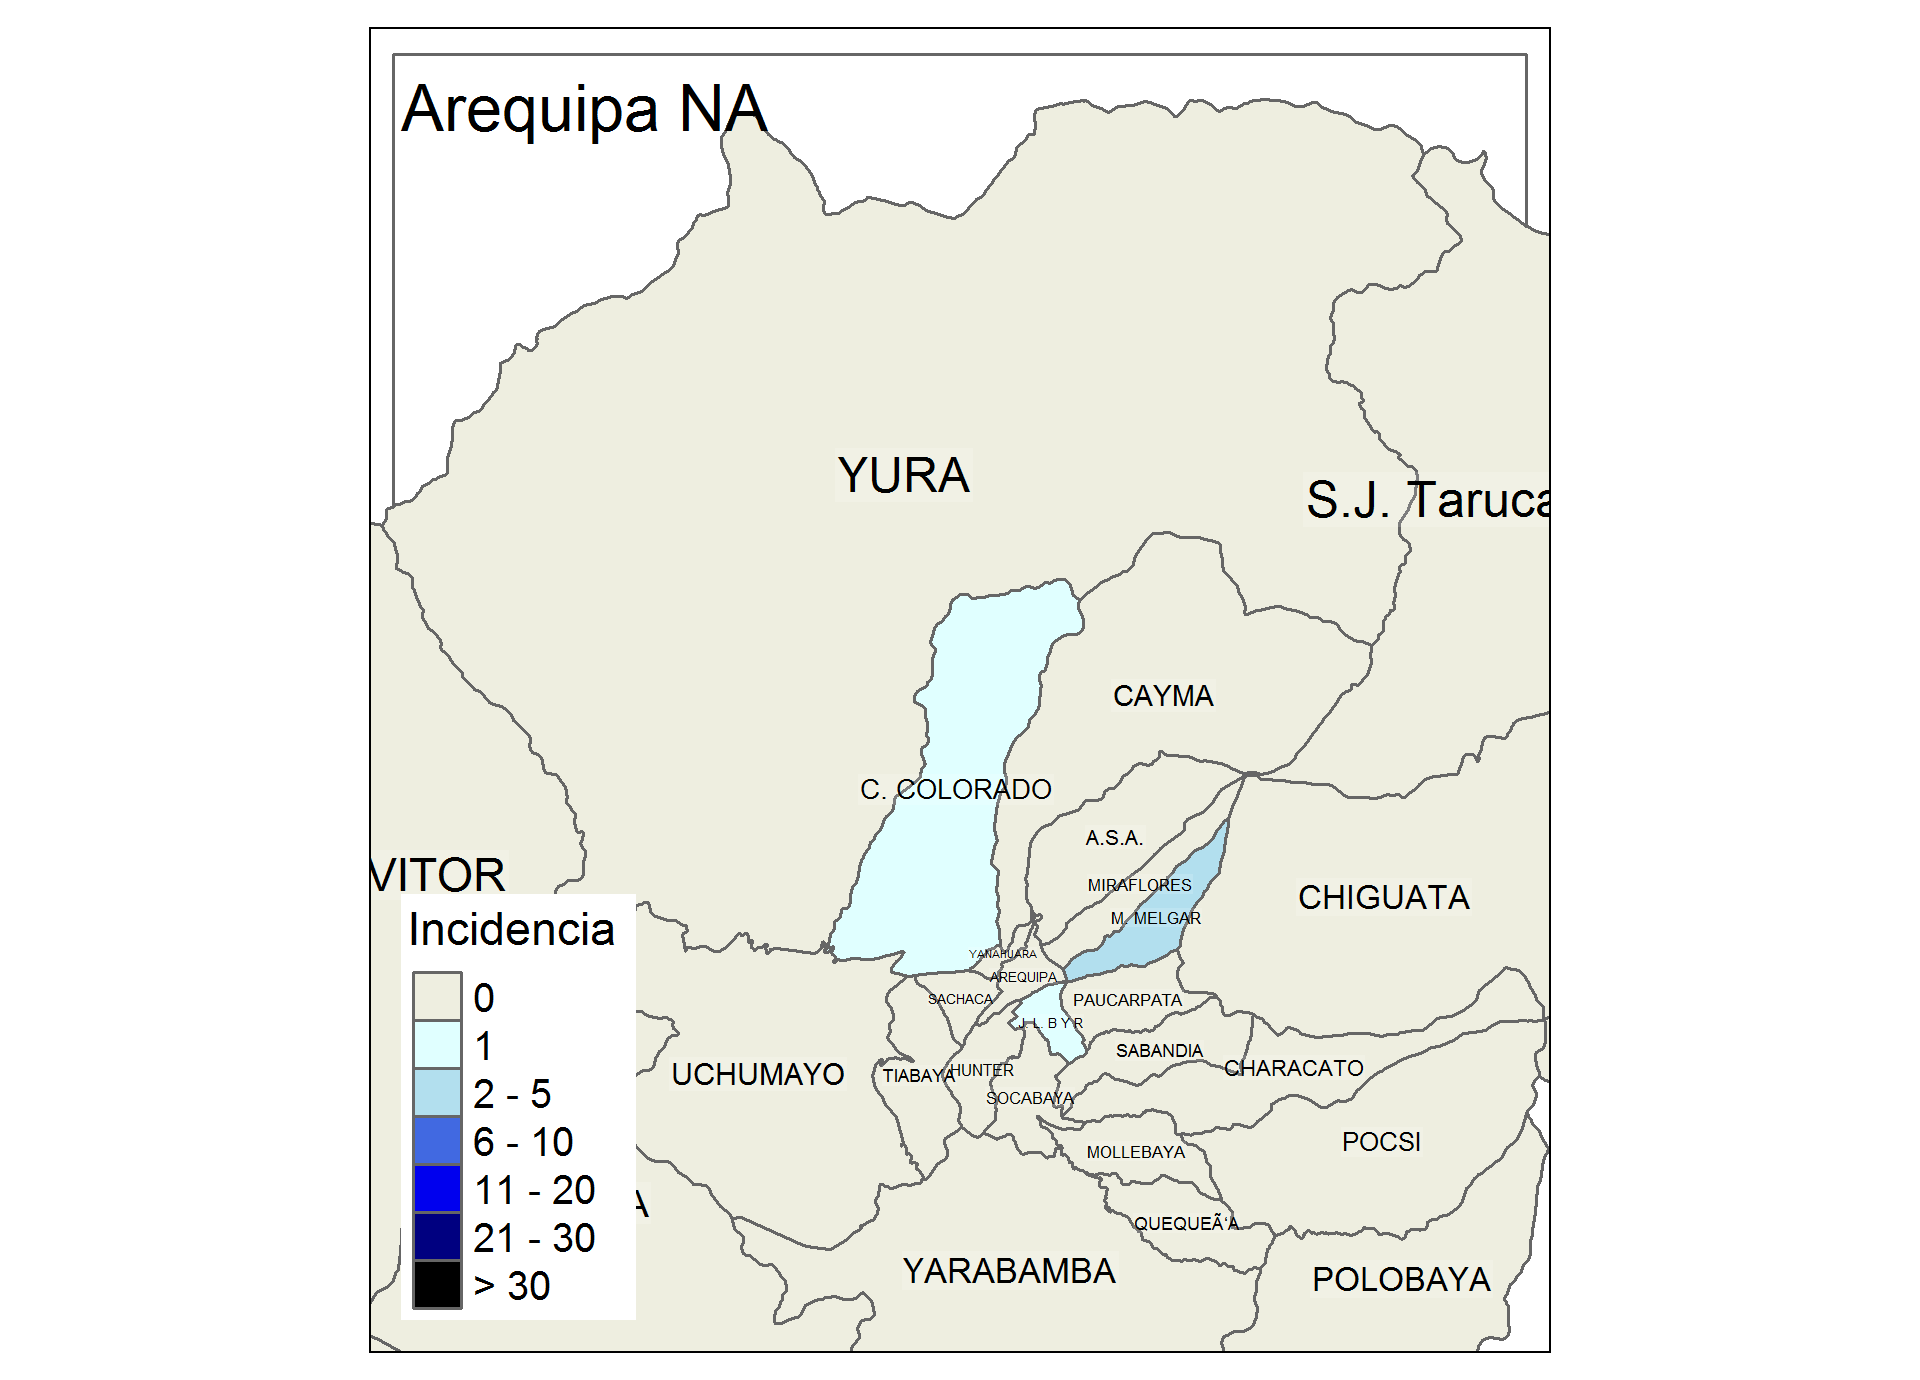 Arequipa NA
YURA
S.J. Taruca
CAYMA
C. COLORADO
A.S.A.
VITOR
MIRAFLORES
CHIGUATA
M. MELGAR
Incidencia
YANAHUARA
AREQUIPA
SACHACA
PAUCARPATA
0
J. L. B Y R
1
SABANDIA
UCHUMAYO
TIABAYA
HUNTER
CHARACATO
2 - 5
SOCABAYA
6 - 10
MOLLEBAYA
POCSI
11 - 20
A
QUEQUEÃ‘A
21 - 30
YARABAMBA
POLOBAYA
> 30